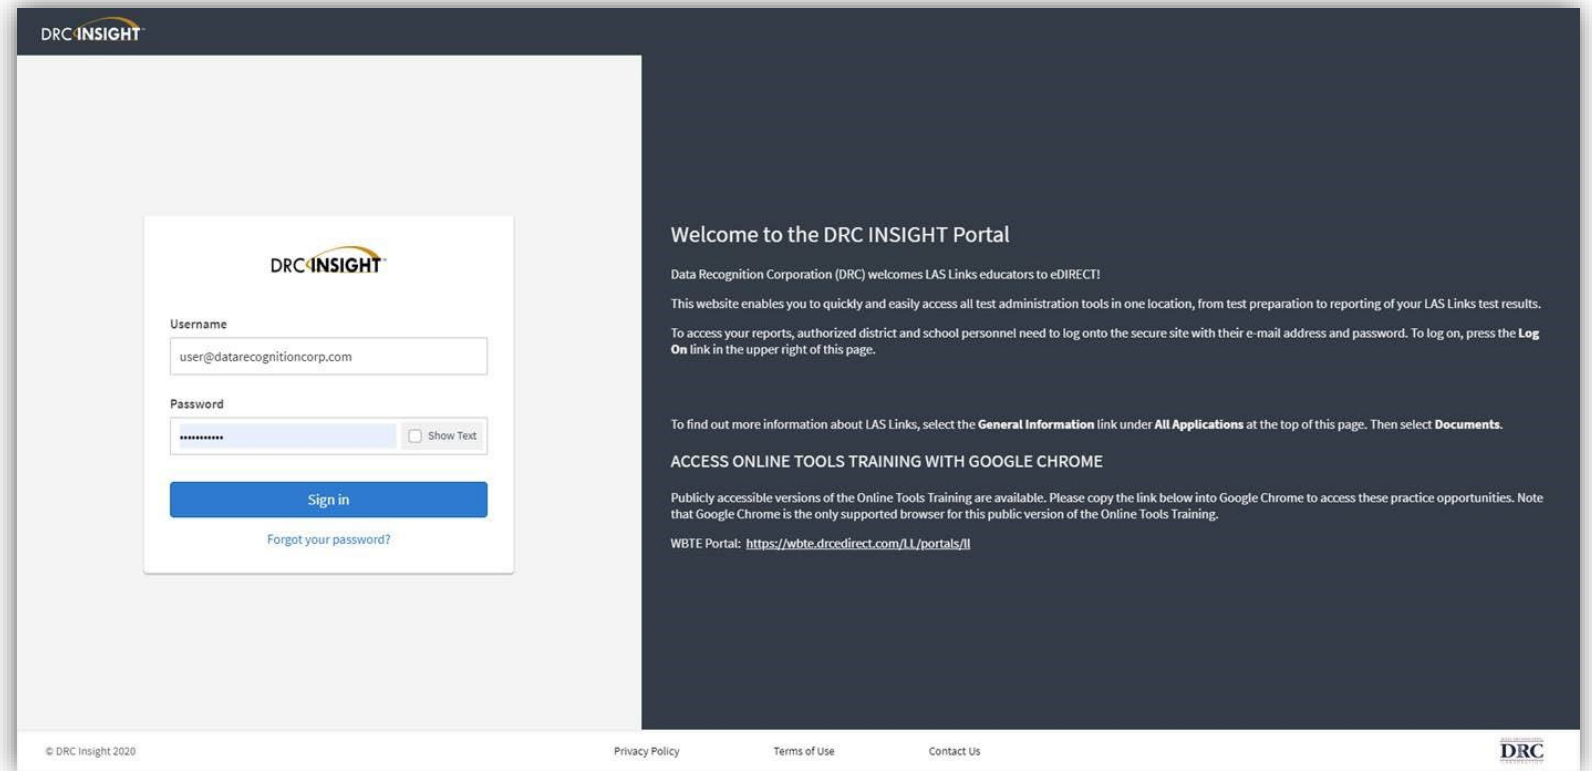 DRC INSIGHT™
DRC INSIGHT™
Username
user@datarecognitioncorp.com
Password
•••••••••••
Show Text
Sign in
Forgot your password?
Welcome to the DRC INSIGHT Portal
Data Recognition Corporation (DRC) welcomes LAS Links educators to eDIRECT!
This website enables you to quickly and easily access all test administration tools in one location, from test preparation to reporting of your LAS Links test results.
To access your reports, authorized district and school personnel need to log onto the secure site with their e-mail address and password. To log on, press the Log
On link in the upper right of this page.
To find out more information about LAS Links, select the General Information link under All Applications at the top of this page. Then select Documents.
ACCESS ONLINE TOOLS TRAINING WITH GOOGLE CHROME
Publicly accessible versions of the Online Tools Training are available. Please copy the link below into Google Chrome to access these practice opportunities. Note
that Google Chrome is the only supported browser for this public version of the Online Tools Training.
WBTE Portal: https://wbte.drcedirect.com/LL/portals/ll
© DRC Insight 2020
Privacy Policy
Terms of Use
Contact Us
DRC